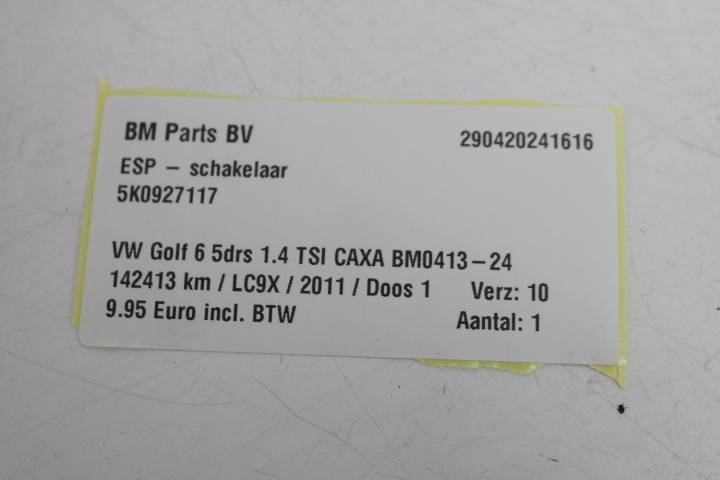 BM Parts BV 290420241616
ESP – schakelaar
5K0927117
VW Golf 6 5drs 1.4 TSI CAXA BM0413–24
142413 km / LC9X / 2011 / Doos 1 Verz: 10
9.95 Euro incl. BTW Aantal: 1